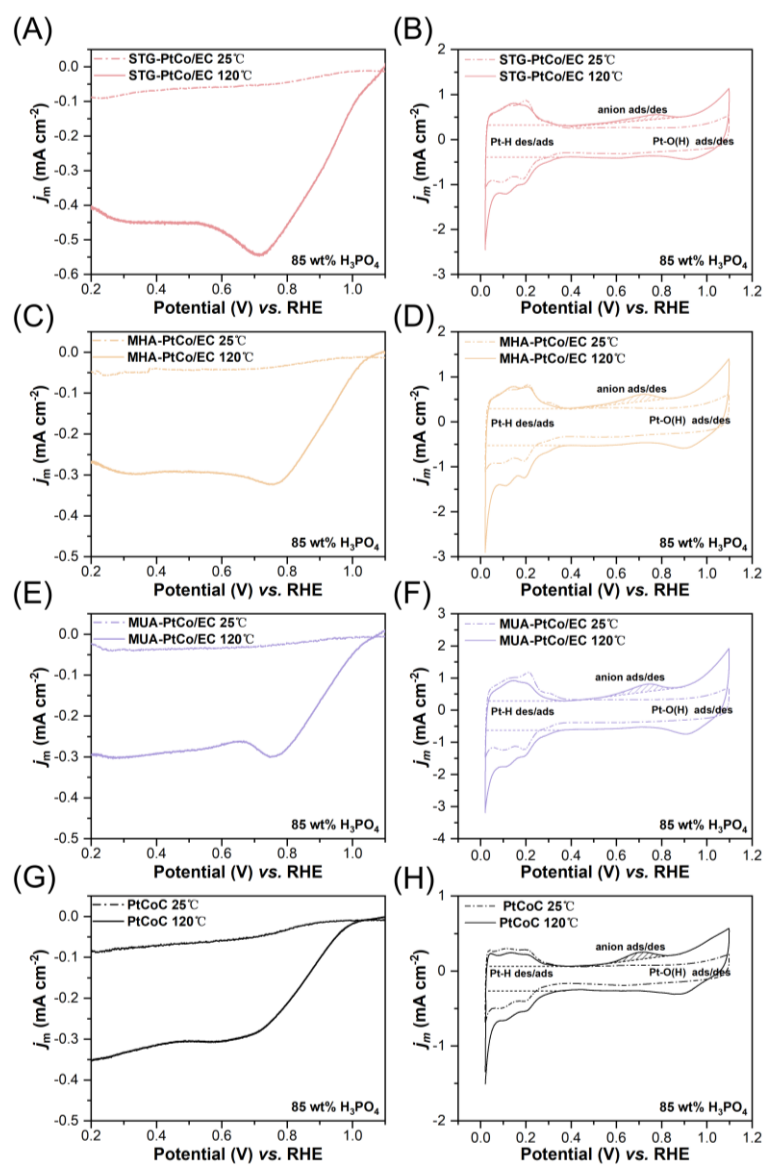 (A)
STG-PtCo/EC 25℃
STG-PtCo/EC 120℃
0.0
-0.1
-0.2
-0.3
-0.4
-0.5
-0.6
jm (mA cm-2)
85 wt% H3PO4
0.2 0.4 0.6 0.8 1.0
Potential (V) vs. RHE
(B)
STG-PtCo/EC 25℃
STG-PtCo/EC 120℃
2
1
0
-1
-2
-3
jm (mA cm-2)
anion ads/des
Pt-H des/ads
Pt-O(H) ads/des
85 wt% H3PO4
0.0 0.2 0.4 0.6 0.8 1.0 1.2
Potential (V) vs. RHE
(C)
MHA-PtCo/EC 25℃
MHA-PtCo/EC 120℃
0.0
-0.1
-0.2
-0.3
-0.4
-0.5
jm (mA cm-2)
85 wt% H3PO4
0.2 0.4 0.6 0.8 1.0
Potential (V) vs. RHE
(D)
MHA-PtCo/EC 25℃
MHA-PtCo/EC 120℃
2
1
0
-1
-2
-3
jm (mA cm-2)
anion ads/des
Pt-H des/ads
Pt-O(H) ads/des
85 wt% H3PO4
0.0 0.2 0.4 0.6 0.8 1.0 1.2
Potential (V) vs. RHE
(E)
MUA-PtCo/EC 25℃
MUA-PtCo/EC 120℃
0.0
-0.1
-0.2
-0.3
-0.4
-0.5
jm (mA cm-2)
85 wt% H3PO4
0.2 0.4 0.6 0.8 1.0
Potential (V) vs. RHE
(F)
MUA-PtCo/EC 25℃
MUA-PtCo/EC 120℃
3
2
1
0
-1
-2
-3
-4
jm (mA cm-2)
anion ads/des
Pt-H des/ads
Pt-O(H) ads/des
85 wt% H3PO4
0.0 0.2 0.4 0.6 0.8 1.0 1.2
Potential (V) vs. RHE
(G)
PtCoC 25℃
PtCoC 120℃
0.0
-0.1
-0.2
-0.3
-0.4
-0.5
jm (mA cm-2)
85 wt% H3PO4
0.2 0.4 0.6 0.8 1.0
Potential (V) vs. RHE
(H)
PtCoC 25℃
PtCoC 120℃
1
0
-1
-2
jm (mA cm-2)
anion ads/des
Pt-H des/ads
Pt-O(H) ads/des
85 wt% H3PO4
0.0 0.2 0.4 0.6 0.8 1.0 1.2
Potential (V) vs. RHE